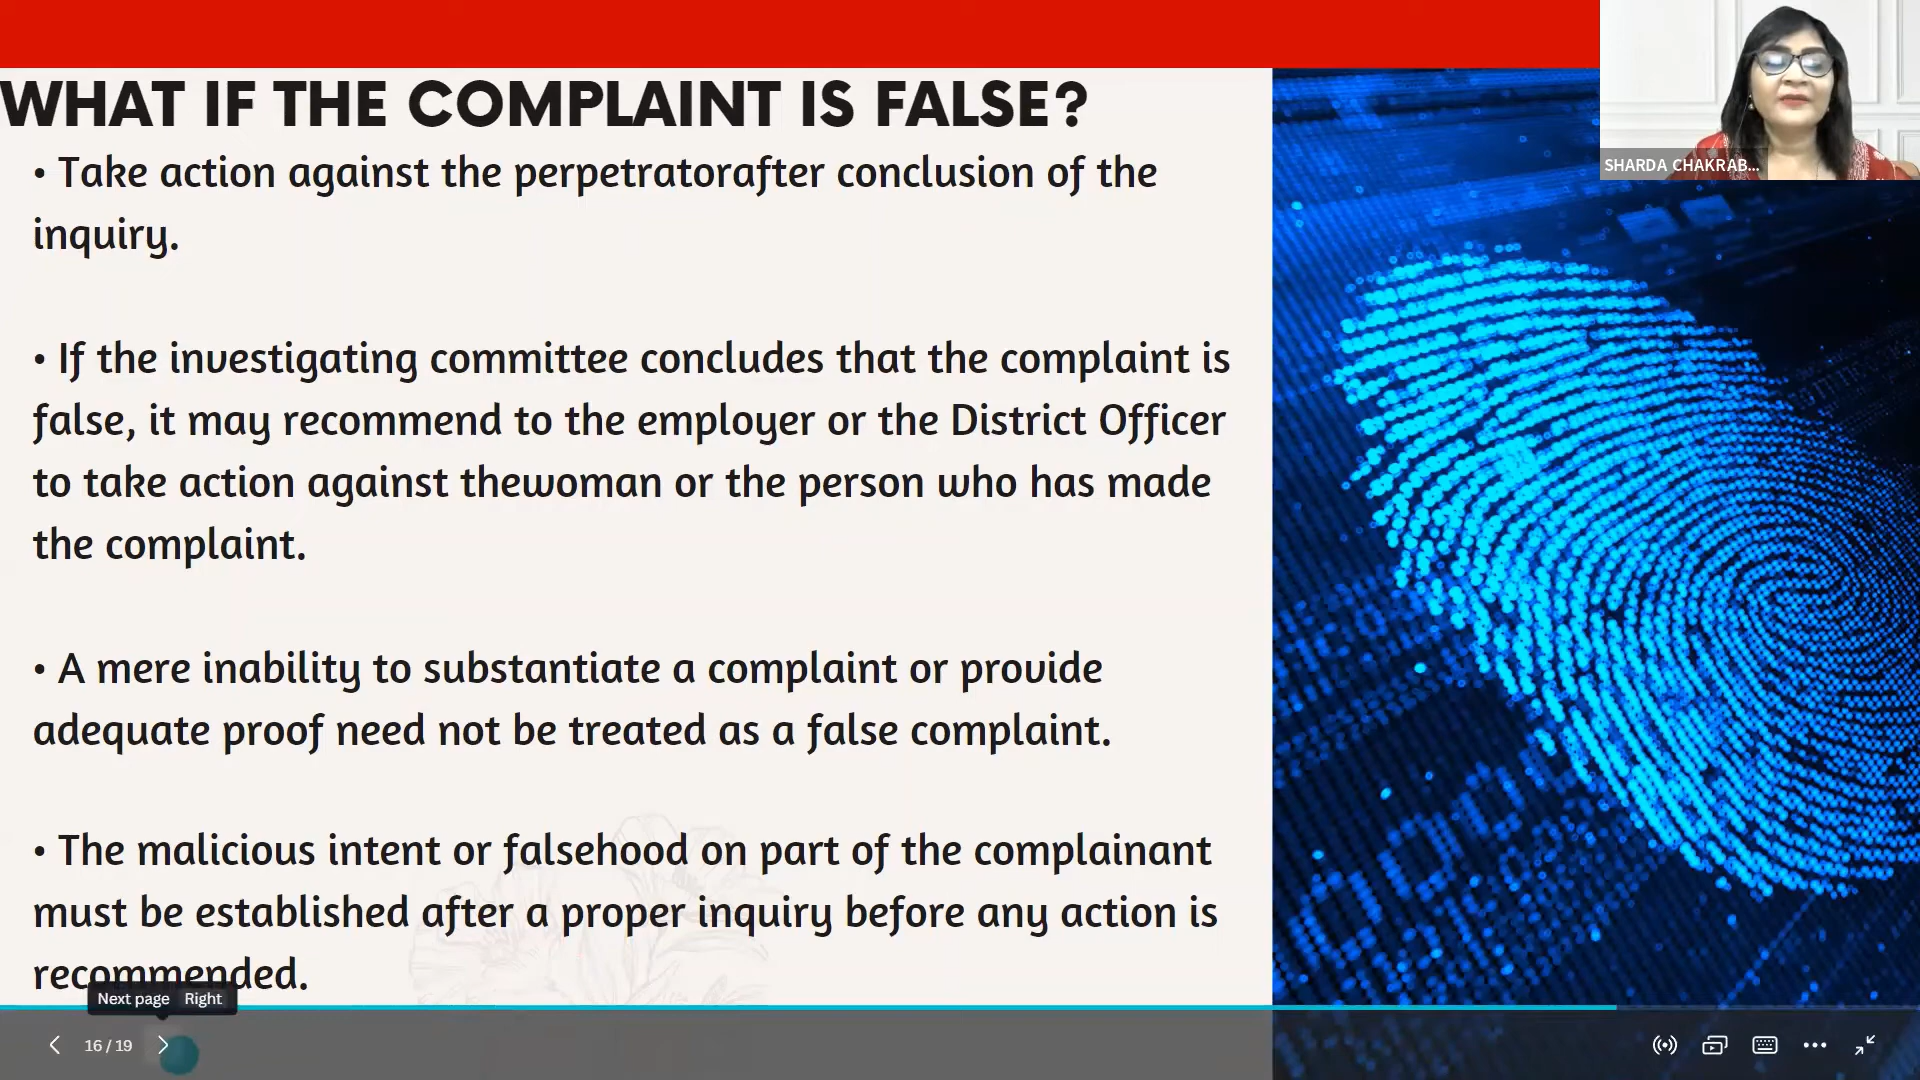 WHAT IF THE COMPLAINT IS FALSE?
• Take action against the perpetratorafter conclusion of the
inquiry.
• If the investigating committee concludes that the complaint is
false, it may recommend to the employer or the District Officer
to take action against thewoman or the person who has made
the complaint.
• A mere inability to substantiate a complaint or provide
adequate proof need not be treated as a false complaint.
• The malicious intent or falsehood on part of the complainant
must be established after a proper inquiry before any action is
recommended.
SHARDA CHAKRAB...
Next page Right
16 / 19